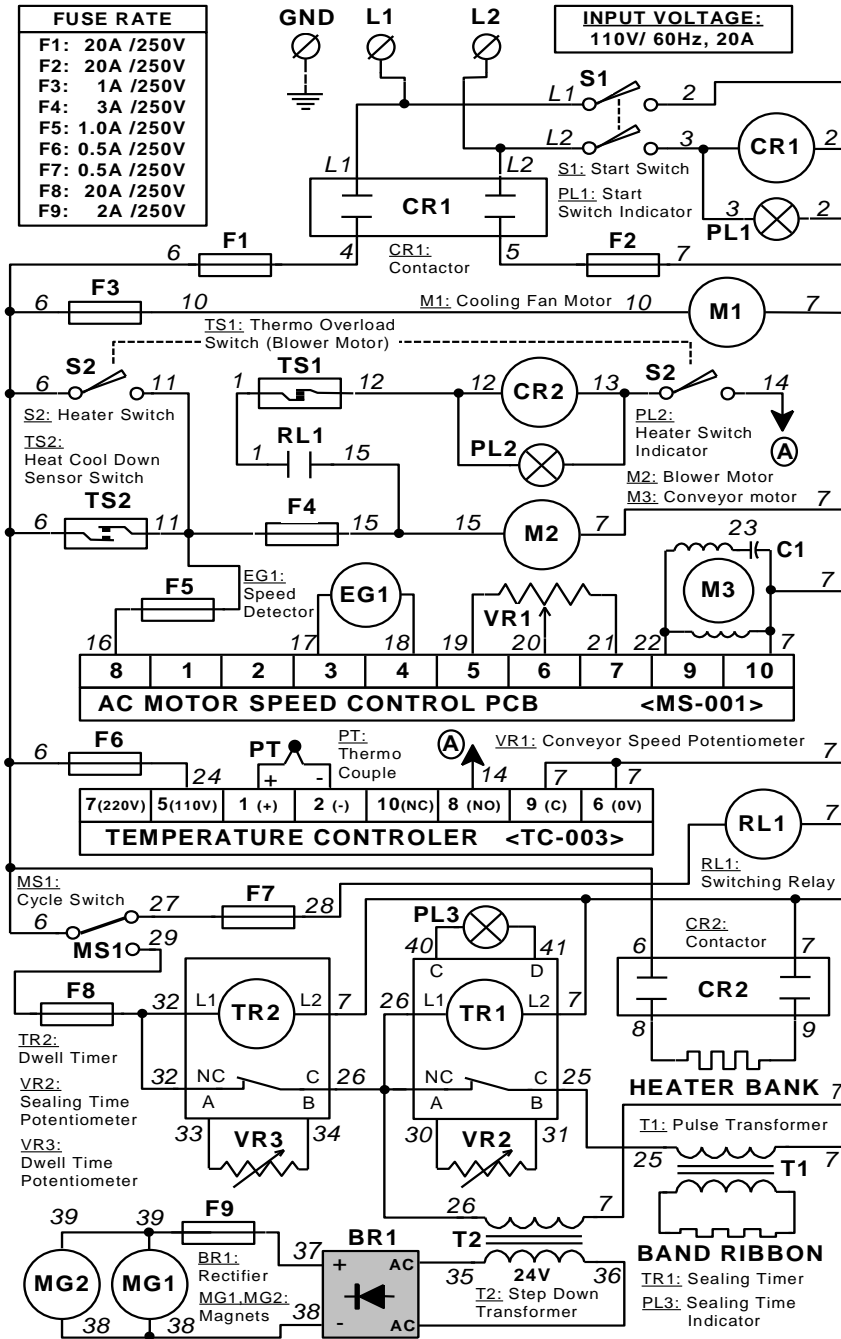 FUSE RATE
F1: 20A /250V
F2: 20A /250V
F3: 1A /250V
F4: 3A /250V
F5: 1.0A /250V
F6: 0.5A /250V
F7: 0.5A /250V
F8: 20A /250V
F9: 2A /250V
GND L1 L2
INPUT VOLTAGE:
110V/ 60Hz, 20A
S1
L1 2
L2 3 CR1 2
S1: Start Switch
PL1: Start
Switch Indicator
3 PL1 2
L1 L2
CR1
4 5
CR1:
Contactor
6 F1 F2 7
6 F3 10
M1: Cooling Fan Motor 10 M1 7
TS1: Thermo Overload
Switch (Blower Motor)
6 S2 11
S2: Heater Switch
1 TS1 12 12 CR2 13 S2 14
PL2
PL2:
Heater Switch
Indicator
A
1 RL1 15
TS2:
Heat Cool Down
Sensor Switch
M2: Blower Motor
M3: Conveyor motor 7
6 TS2 11 F4 15 15 M2 7
23 C1
M3 7
F5
EG1:
Speed
Detector
EG1
VR1
16 17 18 19 20 21 22 7
8 1 2 3 4 5 6 7 9 10
AC MOTOR SPEED CONTROL PCB <MS-001>
6 F6 24
PT
+ -
PT:
Thermo
Couple
A 14
VR1: Conveyor Speed Potentiometer
7 7 7
7(220V) 5(110V) 1 (+) 2 (-) 10(NC) 8 (NO) 9 (C) 6 (0V)
TEMPERATURE CONTROLER <TC-003>
RL1 7
RL1:
Switching Relay
MS1:
Cycle Switch
6 27 F7 28
MS1 29
PL3
40 41
C D
CR2:
Contactor
6 7
CR2
8 9
HEATER BANK
F8 32 L1 TR2 L2 7
26 L1 TR1 L2 7
TR2:
Dwell Timer
32 NC C 26
A B
NC C 25
A B
VR2:
Sealing Time
Potentiometer
VR3:
Dwell Time
Potentiometer
33 VR3 34
30 VR2 31
7
T1: Pulse Transformer
25 7
T1
BAND RIBBON
26 7
T2
24V
35 36
T2: Step Down
Transformer
TR1: Sealing Timer
PL3: Sealing Time
Indicator
39 39 F9 37
BR1
+ AC
- AC
BR1:
Rectifier
MG1,MG2:
Magnets
MG2 MG1
38 38 38